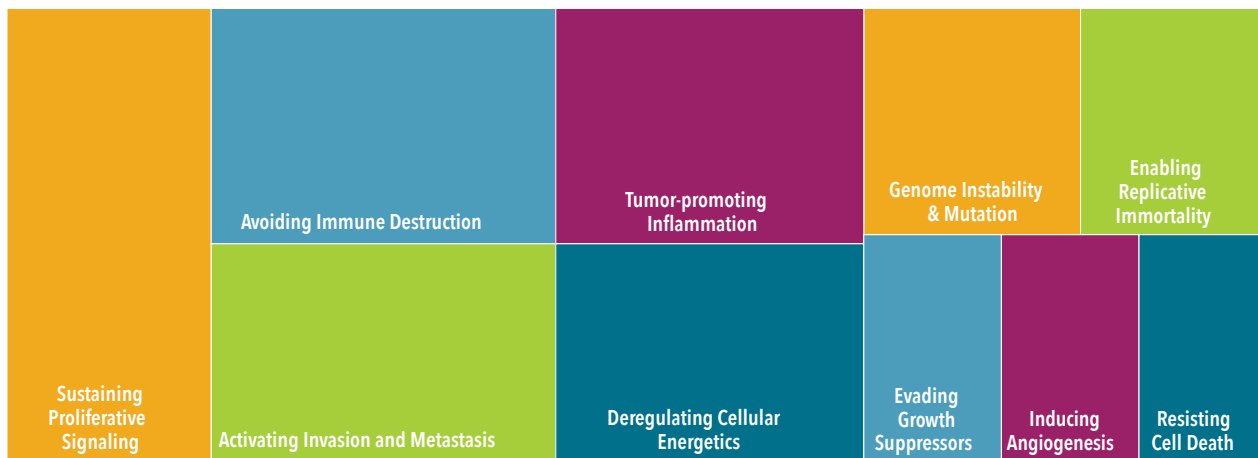 Sustaining
Proliferative
Signaling
Avoiding Immune Destruction
Activating Invasion and Metastasis
Tumor-promoting
Inflammation
Deregulating Cellular
Energetics
Genome Instability
& Mutation
Enabling
Replicative
Immortality
Evading
Growth
Suppressors
Inducing
Angiogenesis
Resisting
Cell Death